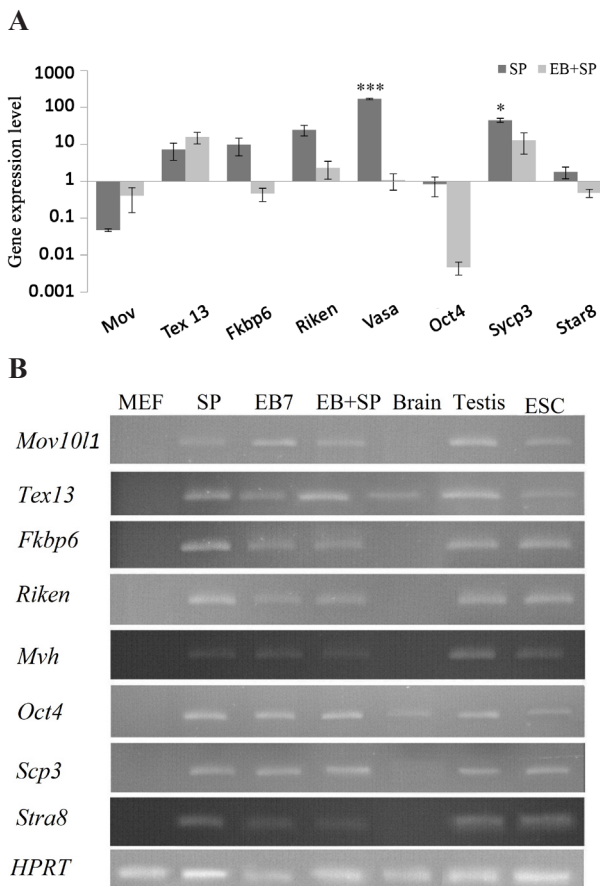 A
Gene expression level
1000
100
10
1
0.1
0.01
0.001
SP EB+SP
***
*
Mov Tex 13 Fkbp6 Riken Vasa Oct4 Sycp3 Star8
B
MEF SP EB7 EB+SP Brain Testis ESC
Mov10l1
Tex13
Fkbp6
Riken
Mvh
Oct4
Scp3
Stra8
HPRT